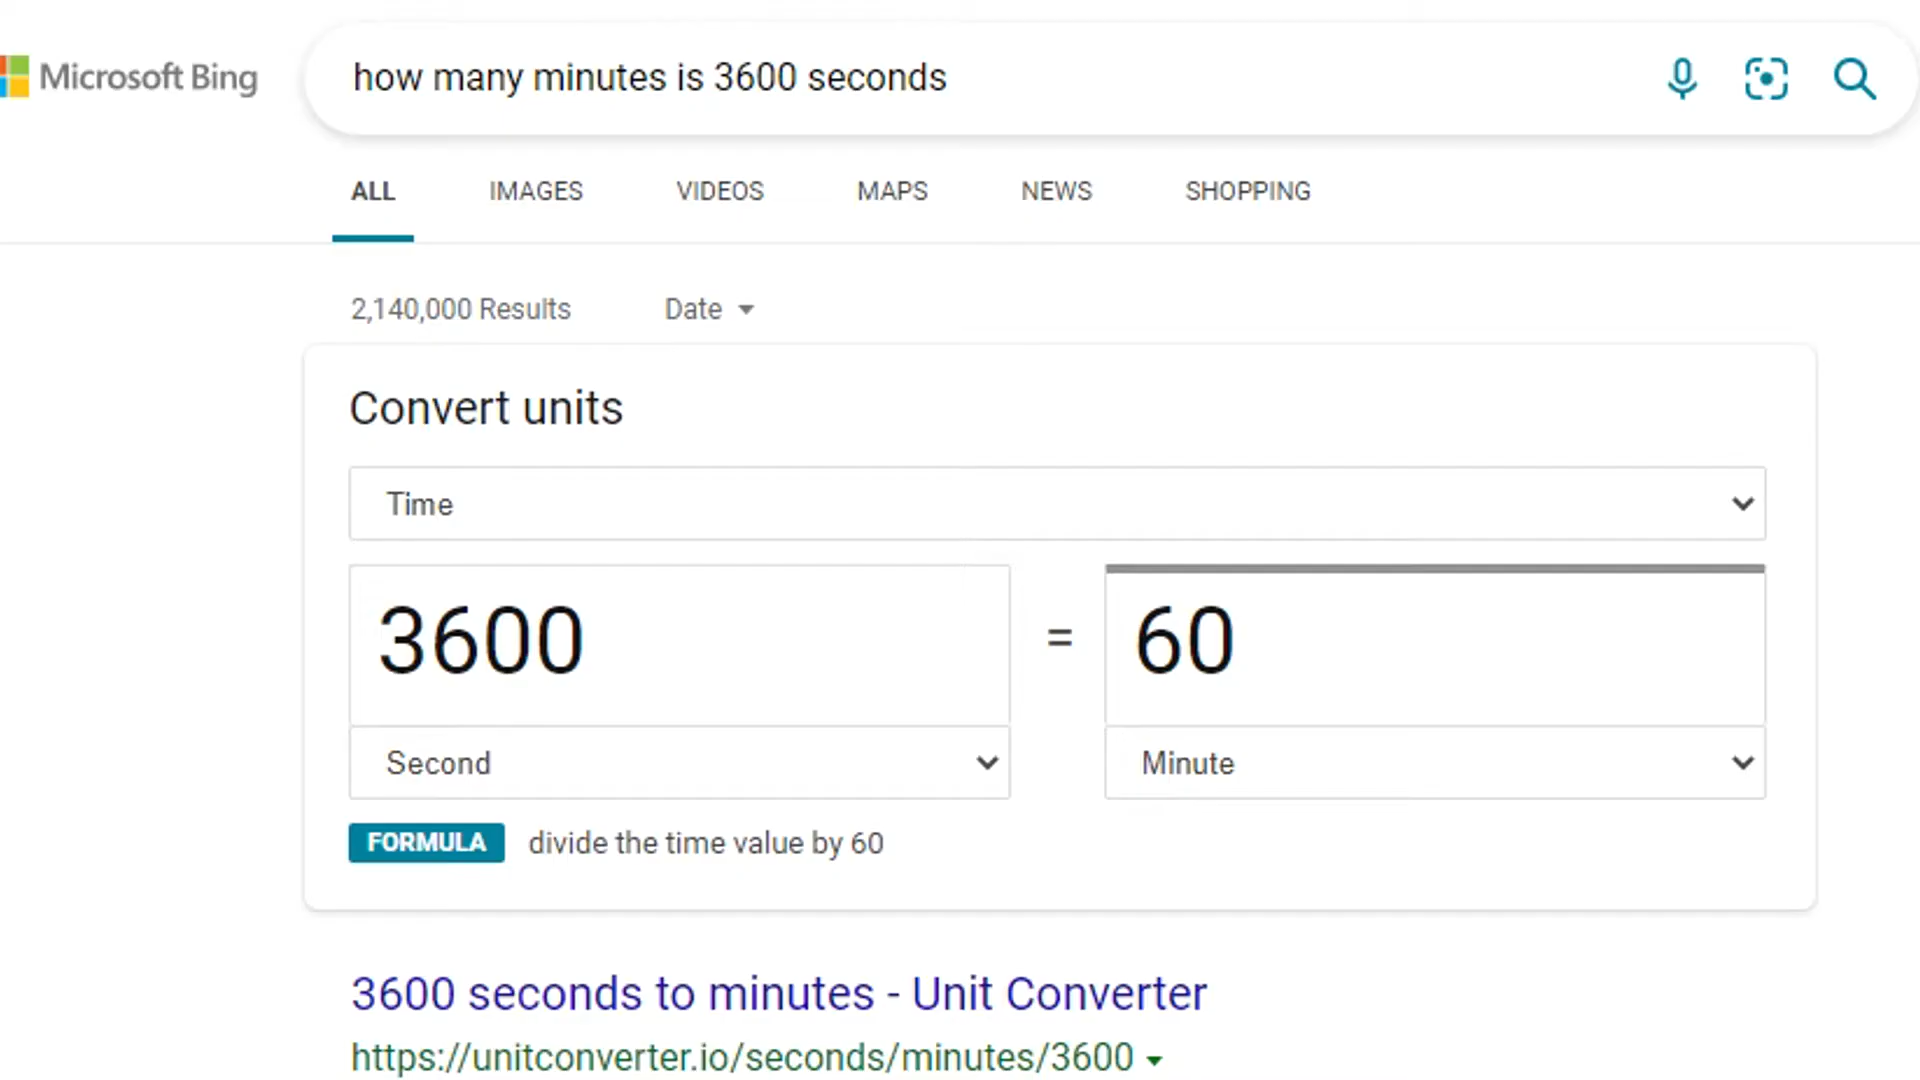 Microsoft Bing
how many minutes is 3600 seconds
ALL IMAGES VIDEOS MAPS NEWS SHOPPING
2,140,000 Results Date
Convert units
Time
3600 = 60
Second Minute
FORMULA divide the time value by 60
3600 seconds to minutes - Unit Converter
https://unitconverter.io/seconds/minutes/3600